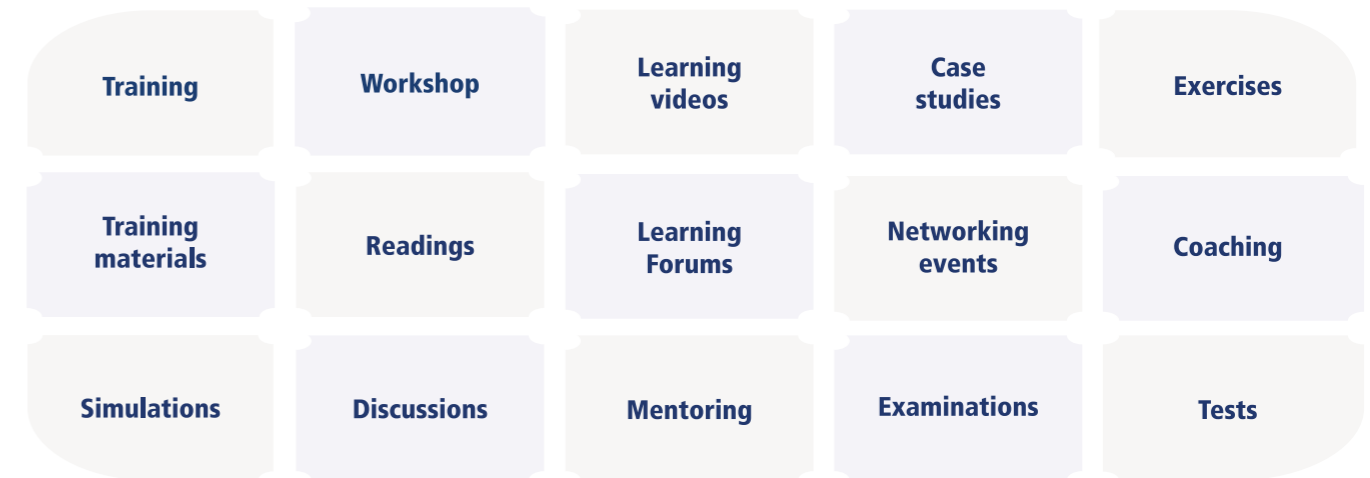 Training
Workshop
Learning
videos
Case
studies
Exercises
Training
materials
Readings
Learning
Forums
Networking
events
Coaching
Simulations
Discussions
Mentoring
Examinations
Tests